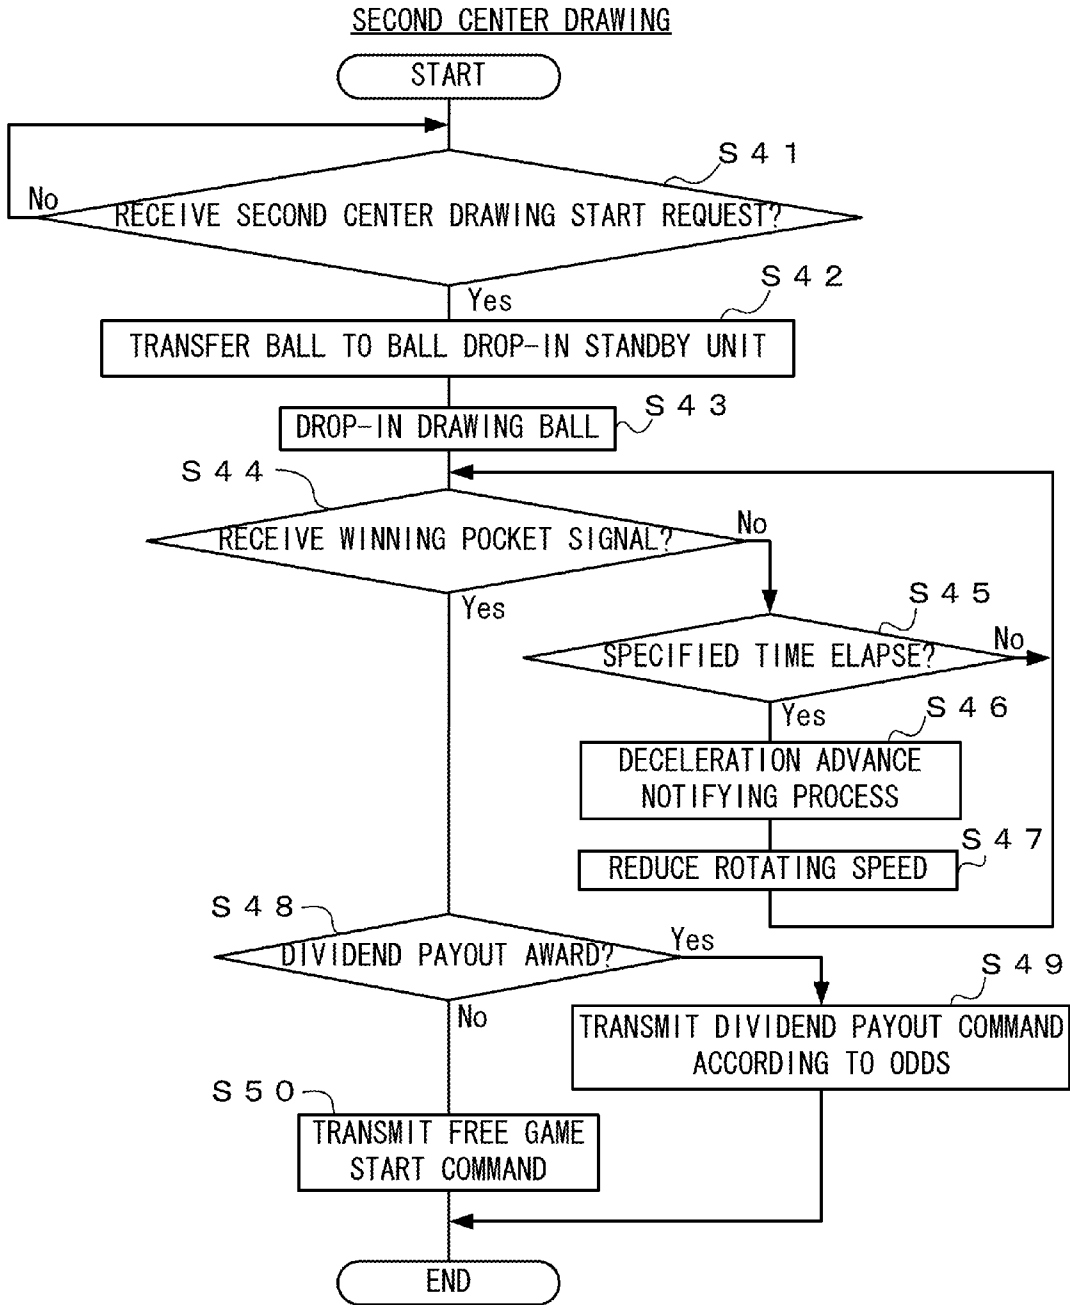 SECOND CENTER DRAWING
START
S41
No
RECEIVE SECOND CENTER DRAWING START REQUEST?
Yes
S42
TRANSFER BALL TO BALL DROP-IN STANDBY UNIT
S43
DROP-IN DRAWING BALL
S44
RECEIVE WINNING POCKET SIGNAL?
No
Yes
S45
SPECIFIED TIME ELAPSE?
No
Yes
S46
DECELERATION ADVANCE
NOTIFYING PROCESS
S47
REDUCE ROTATING SPEED
S48
DIVIDEND PAYOUT AWARD?
Yes
No
S49
TRANSMIT DIVIDEND PAYOUT COMMAND
ACCORDING TO ODDS
S50
TRANSMIT FREE GAME
START COMMAND
END